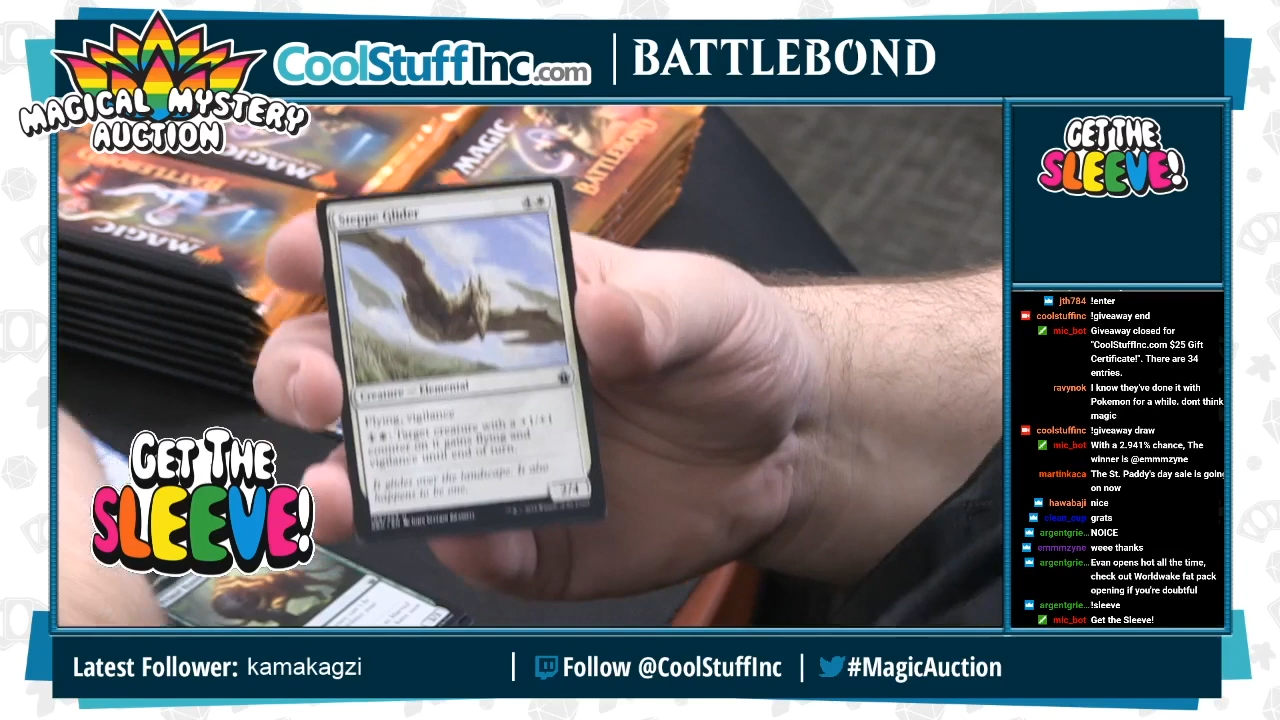 MAGICAL MYSTERY
AUCTION
CoolStuffInc.com
BATTLEBOND
MAGIC
BATTLEBOND
MAGIC
BATTLEBOND
MAGIC
GET THE
SLEEVE!
Steppe Glider
4
Creature — Elemental
Flying, vigilance
: Target creature with a +1/+1
counter on it gains flying and
vigilance until end of turn.
It glides over the landscape. It also
happens to be one.
2/4
GET THE
SLEEVE!
jth784 !enter
coolstuffinc !giveaway end
mic_bot Giveaway closed for
"CoolStuffInc.com $25 Gift
Certificate!". There are 34
entries.
ravynok I know they've done it with
Pokemon for a while. dont think
magic
coolstuffinc !giveaway draw
mic_bot With a 2.941% chance, The
winner is @emmmzyne
martinkaca The St. Paddy's day sale is going
on now
hawabaji nice
clean_cup grats
argentgrie... NOICE
emmmzyne weee thanks
argentgrie... Evan opens hot all the time,
check out Worldwake fat pack
opening if you're doubtful
argentgrie... !sleeve
mic_bot Get the Sleeve!
Latest Follower: kamakagzi
Follow @CoolStuffInc
#MagicAuction